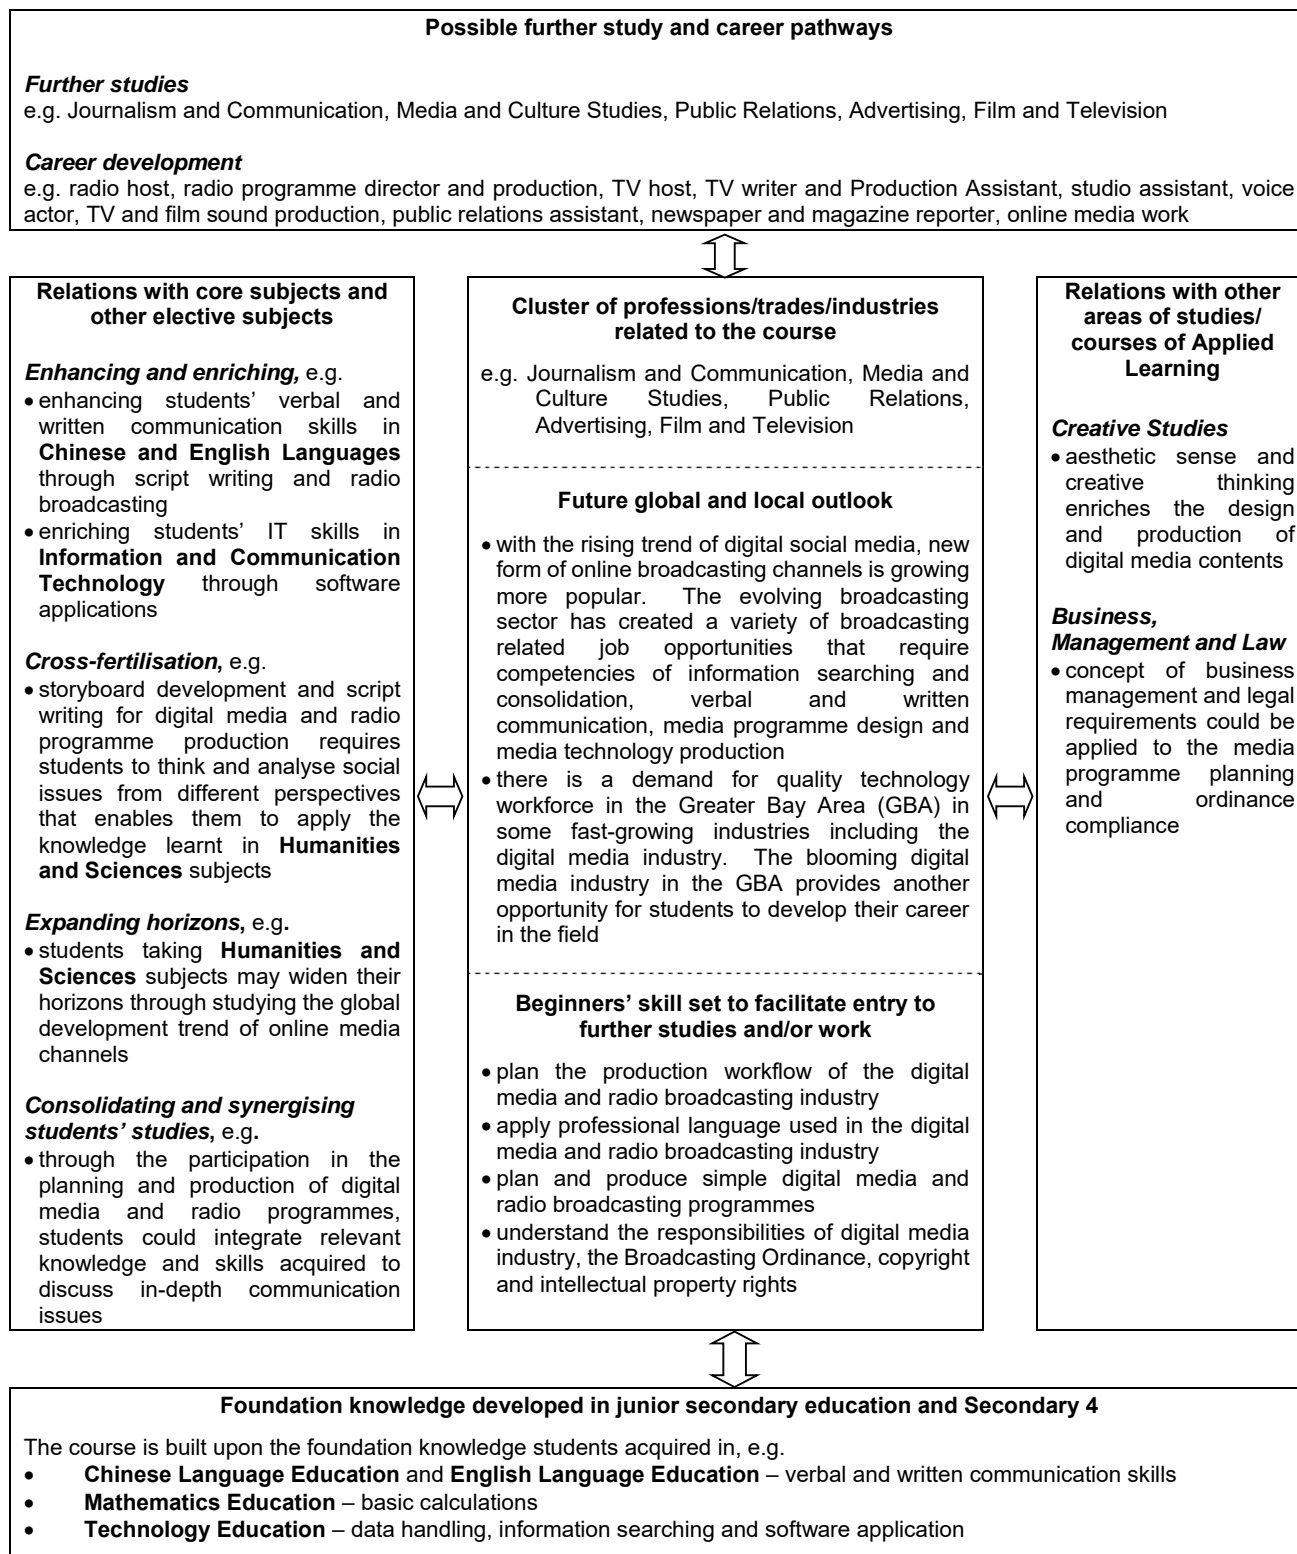 Possible further study and career pathways
Further studies
e.g. Journalism and Communication, Media and Culture Studies, Public Relations, Advertising, Film and Television
Career development
e.g. radio host, radio programme director and production, TV host, TV writer and Production Assistant, studio assistant, voice
actor, TV and film sound production, public relations assistant, newspaper and magazine reporter, online media work
Relations with core subjects and
other elective subjects
Enhancing and enriching, e.g.
• enhancing students’ verbal and
written communication skills in
Chinese and English Languages
through script writing and radio
broadcasting
• enriching students’ IT skills in
Information and Communication
Technology through software
applications
Cross-fertilisation, e.g.
• storyboard development and script
writing for digital media and radio
programme production requires
students to think and analyse social
issues from different perspectives
that enables them to apply the
knowledge learnt in Humanities
and Sciences subjects
Expanding horizons, e.g.
• students taking Humanities and
Sciences subjects may widen their
horizons through studying the global
development trend of online media
channels
Consolidating and synergising
students’ studies, e.g.
• through the participation in the
planning and production of digital
media and radio programmes,
students could integrate relevant
knowledge and skills acquired to
discuss in-depth communication
issues
Cluster of professions/trades/industries
related to the course
e.g. Journalism and Communication, Media and
Culture Studies, Public Relations,
Advertising, Film and Television
Future global and local outlook
• with the rising trend of digital social media, new
form of online broadcasting channels is growing
more popular. The evolving broadcasting
sector has created a variety of broadcasting
related job opportunities that require
competencies of information searching and
consolidation, verbal and written
communication, media programme design and
media technology production
• there is a demand for quality technology
workforce in the Greater Bay Area (GBA) in
some fast-growing industries including the
digital media industry. The blooming digital
media industry in the GBA provides another
opportunity for students to develop their career
in the field
Beginners’ skill set to facilitate entry to
further studies and/or work
• plan the production workflow of the digital
media and radio broadcasting industry
• apply professional language used in the digital
media and radio broadcasting industry
• plan and produce simple digital media and
radio broadcasting programmes
• understand the responsibilities of digital media
industry, the Broadcasting Ordinance, copyright
and intellectual property rights
Relations with other
areas of studies/
courses of Applied
Learning
Creative Studies
• aesthetic sense and
creative thinking
enriches the design
and production of
digital media contents
Business,
Management and Law
• concept of business
management and legal
requirements could be
applied to the media
programme planning
and ordinance
compliance
Foundation knowledge developed in junior secondary education and Secondary 4
The course is built upon the foundation knowledge students acquired in, e.g.
• Chinese Language Education and English Language Education – verbal and written communication skills
• Mathematics Education – basic calculations
• Technology Education – data handling, information searching and software application